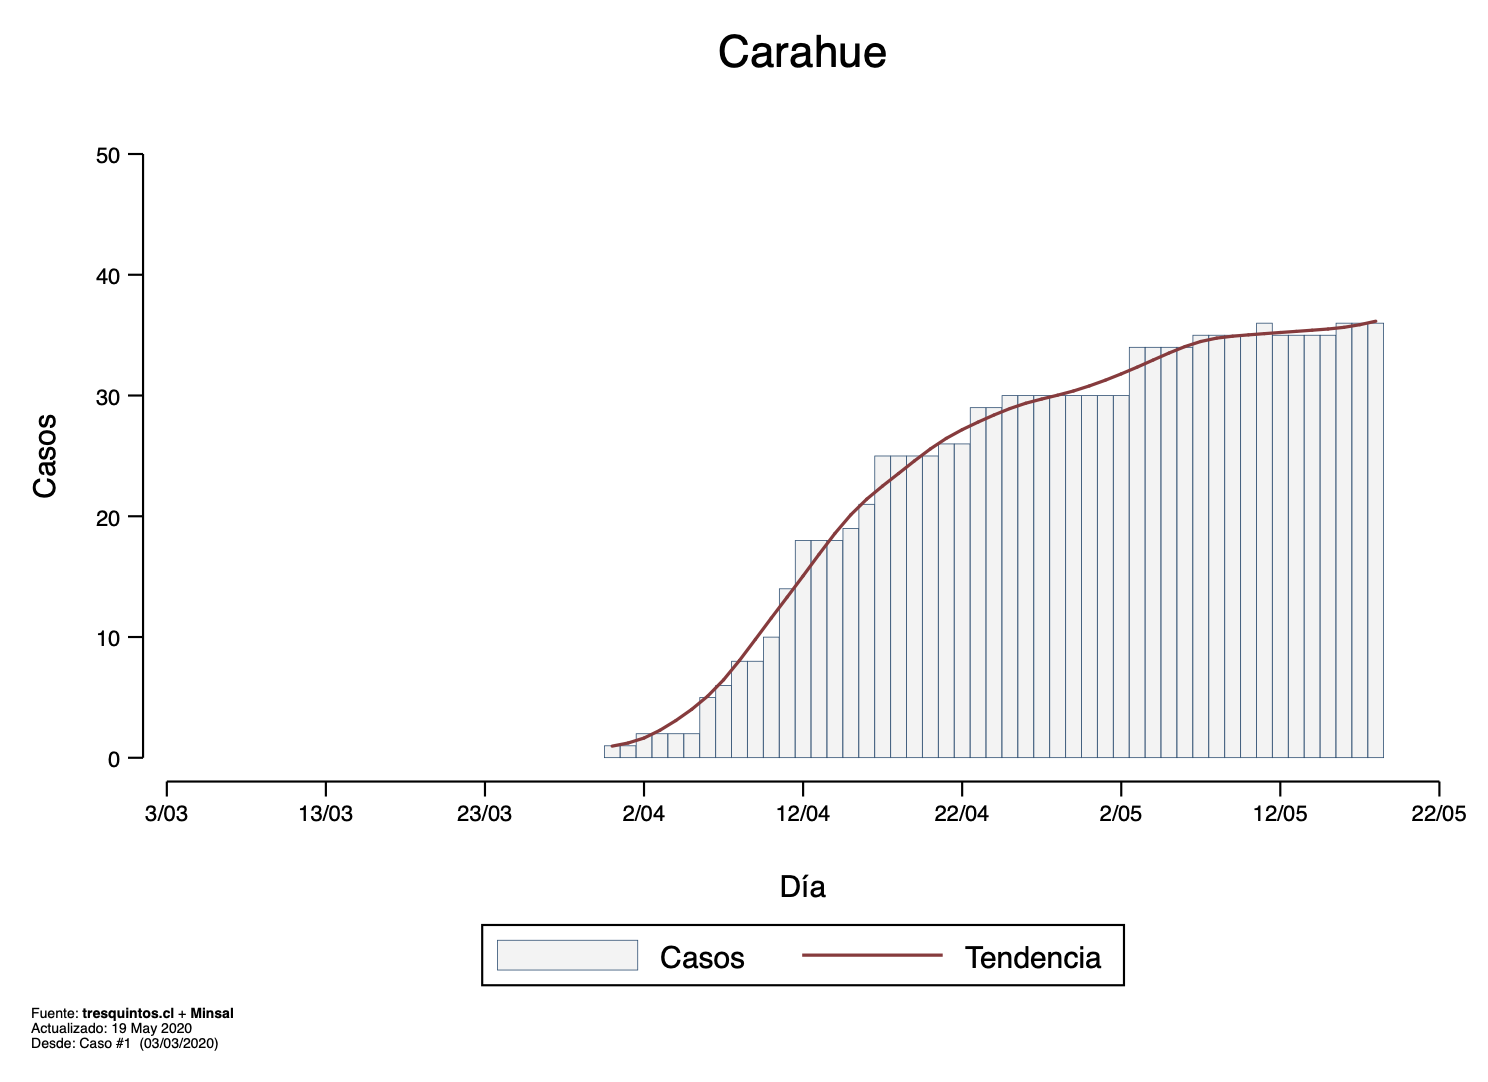 Carahue
50
40
30
20
10
0
Casos
3/03 13/03 23/03 2/04 12/04 22/04 2/05 12/05 22/05
Día
Casos Tendencia
Fuente: tresquintos.cl + Minsal
Actualizado: 19 May 2020
Desde: Caso #1 (03/03/2020)